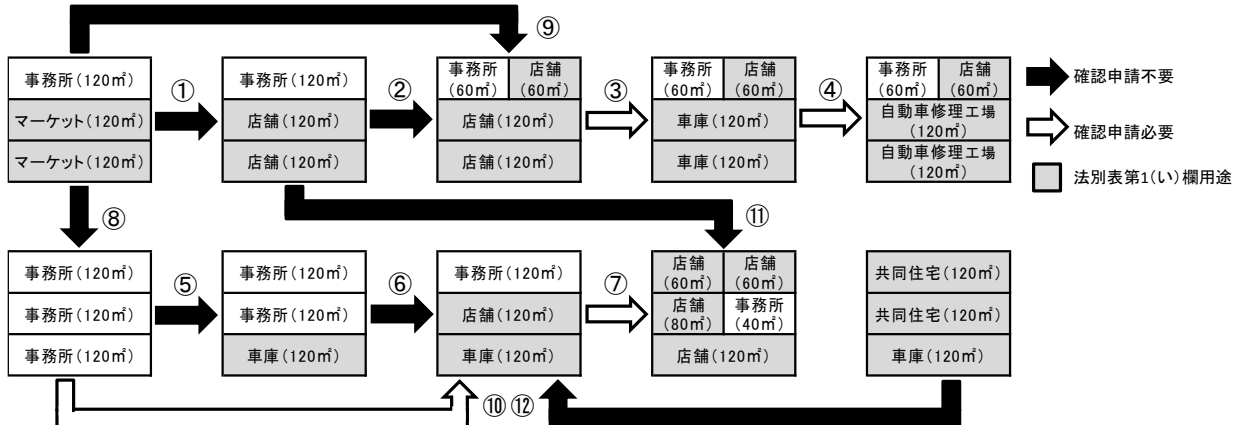 ⑨
事務所(120㎡)
マーケット(120㎡)
マーケット(120㎡)
①
事務所(120㎡)
店舗(120㎡)
店舗(120㎡)
②
事務所
(60㎡)
店舗
(60㎡)
店舗(120㎡)
店舗(120㎡)
③
事務所
(60㎡)
店舗
(60㎡)
車庫(120㎡)
車庫(120㎡)
④
事務所
(60㎡)
店舗
(60㎡)
自動車修理工場
(120㎡)
自動車修理工場
(120㎡)
確認申請不要
確認申請必要
法別表第1(い)欄用途
⑧
⑪
事務所(120㎡)
事務所(120㎡)
事務所(120㎡)
⑤
事務所(120㎡)
事務所(120㎡)
車庫(120㎡)
⑥
事務所(120㎡)
店舗(120㎡)
車庫(120㎡)
⑦
店舗
(60㎡)
店舗
(60㎡)
店舗
(80㎡)
事務所
(40㎡)
店舗(120㎡)
共同住宅(120㎡)
共同住宅(120㎡)
車庫(120㎡)
⑩⑫